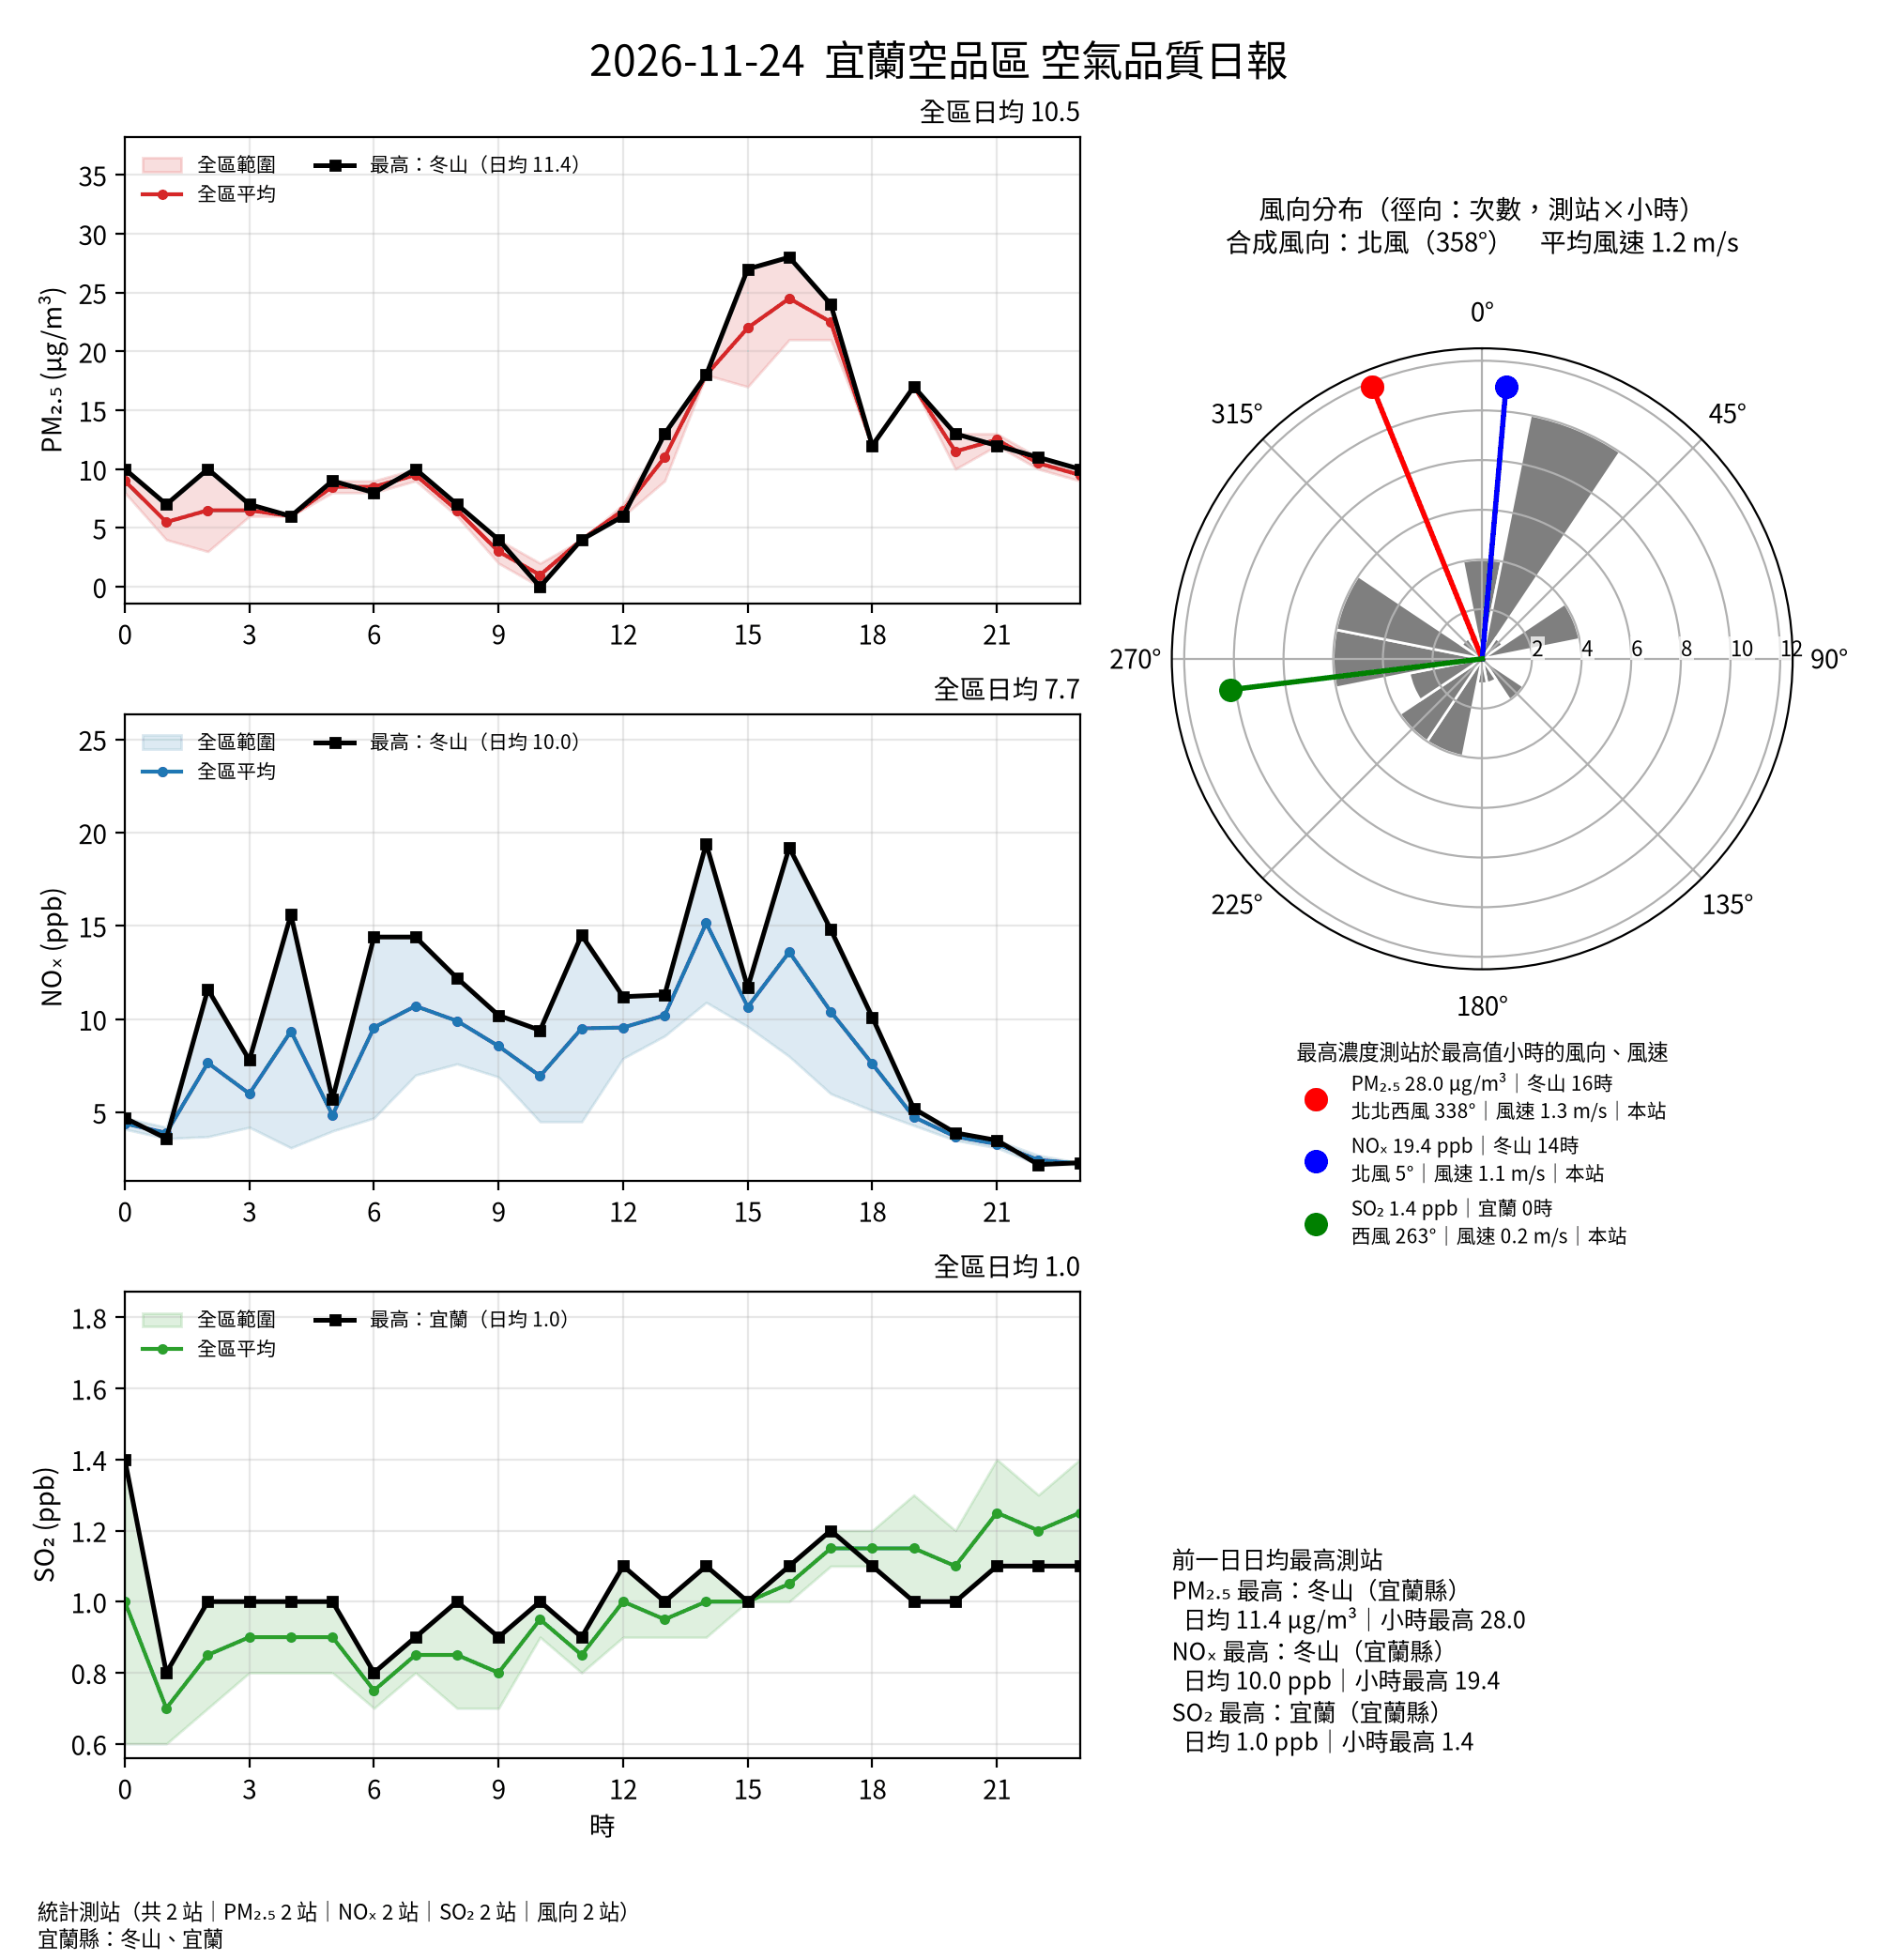 2026-11-24 宜蘭空品區 空氣品質日報
全區日均 10.5
全區範圍
全區平均
最高：冬山（日均 11.4）
PM₂.₅ (μg/m³)
35
30
25
20
15
10
5
0
0 3 6 9 12 15 18 21
全區日均 7.7
全區範圍
全區平均
最高：冬山（日均 10.0）
NOₓ (ppb)
25
20
15
10
5
0 3 6 9 12 15 18 21
全區日均 1.0
全區範圍
全區平均
最高：宜蘭（日均 1.0）
SO₂ (ppb)
1.8
1.6
1.4
1.2
1.0
0.8
0.6
0 3 6 9 12 15 18 21
時
風向分布（徑向：次數，測站×小時）
合成風向：北風（358°） 平均風速 1.2 m/s
0°
45°
90°
135°
180°
225°
270°
315°
2 4 6 8 10 12
最高濃度測站於最高值小時的風向、風速
PM₂.₅ 28.0 μg/m³｜冬山 16時
北北西風 338°｜風速 1.3 m/s｜本站
NOₓ 19.4 ppb｜冬山 14時
北風 5°｜風速 1.1 m/s｜本站
SO₂ 1.4 ppb｜宜蘭 0時
西風 263°｜風速 0.2 m/s｜本站
前一日日均最高測站
PM₂.₅ 最高：冬山（宜蘭縣）
日均 11.4 μg/m³｜小時最高 28.0
NOₓ 最高：冬山（宜蘭縣）
日均 10.0 ppb｜小時最高 19.4
SO₂ 最高：宜蘭（宜蘭縣）
日均 1.0 ppb｜小時最高 1.4
統計測站（共 2 站｜PM₂.₅ 2 站｜NOₓ 2 站｜SO₂ 2 站｜風向 2 站）
宜蘭縣：冬山、宜蘭